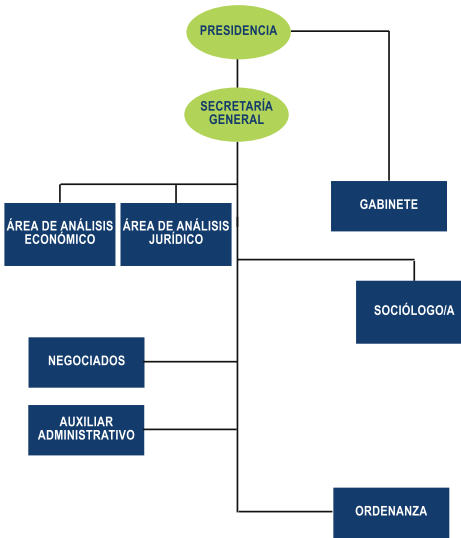 PRESIDENCIA
SECRETARÍA
GENERAL
GABINETE
ÁREA DE ANÁLISIS
ECONÓMICO
ÁREA DE ANÁLISIS
JURÍDICO
SOCIÓLOGO/A
NEGOCIADOS
AUXILIAR
ADMINISTRATIVO
ORDENANZA